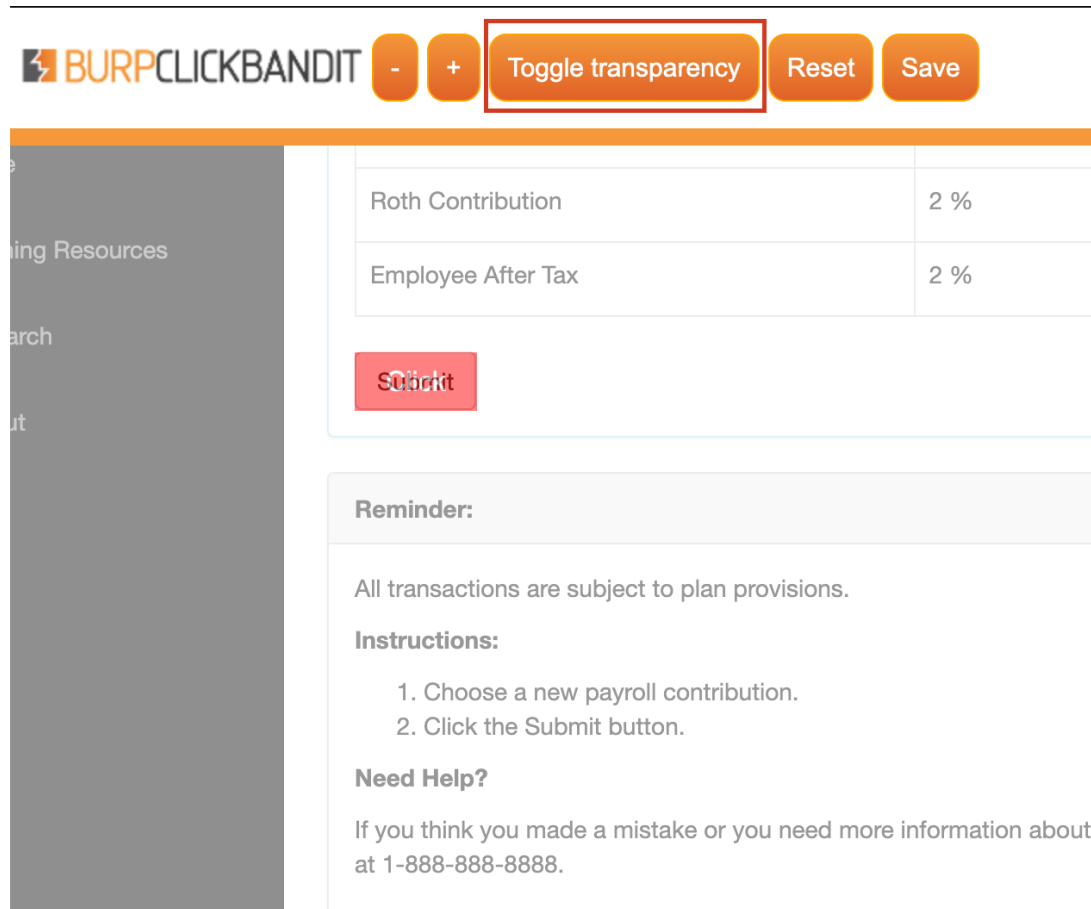 BURPCLICKBANDIT - + Toggle transparency Reset Save
e
ning Resources
arch
ut
Roth Contribution 2 %
Employee After Tax 2 %
Submit
Click
Reminder:
All transactions are subject to plan provisions.
Instructions:
1. Choose a new payroll contribution.
2. Click the Submit button.
Need Help?
If you think you made a mistake or you need more information about
at 1-888-888-8888.